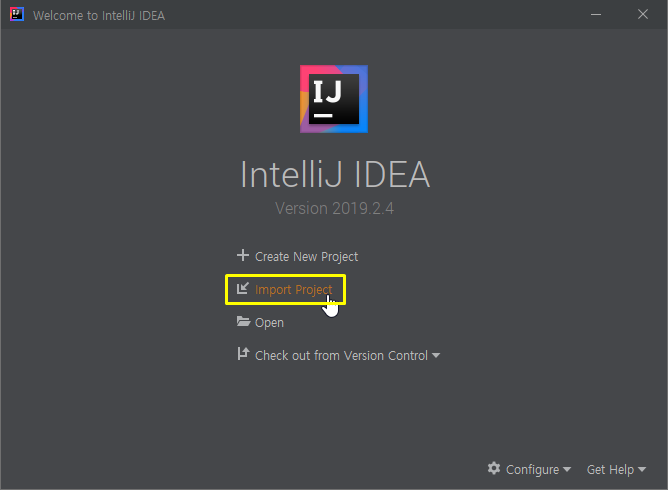 Welcome to IntelliJ IDEA
IJ
IntelliJ IDEA
Version 2019.2.4
Create New Project
Import Project
Open
Check out from Version Control
Configure Get Help